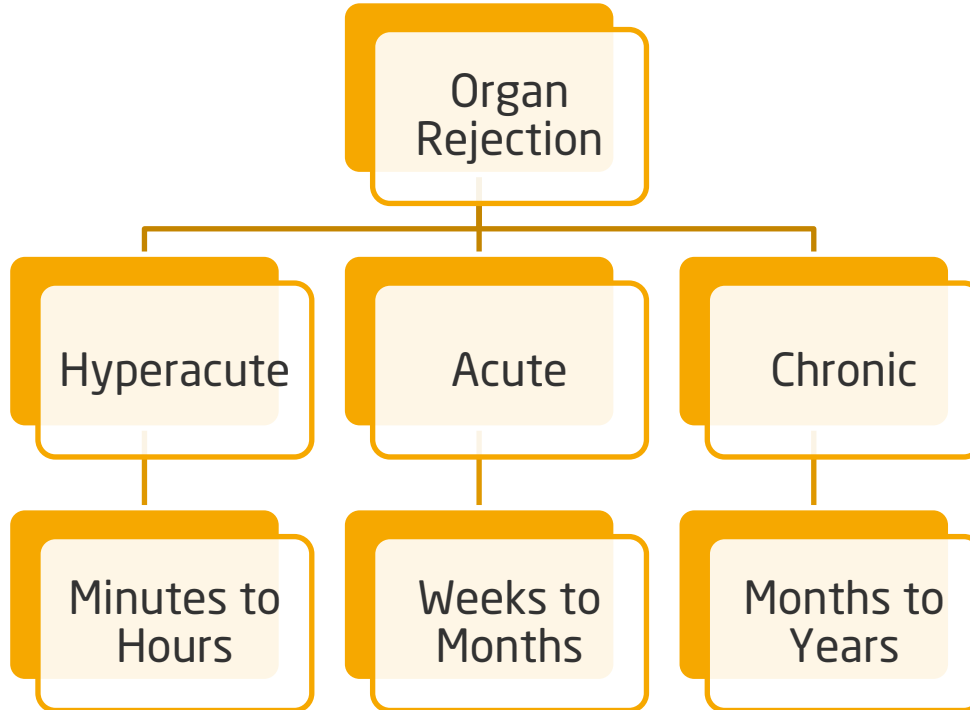 Organ
Rejection
Hyperacute
Acute
Chronic
Minutes to
Hours
Weeks to
Months
Months to
Years